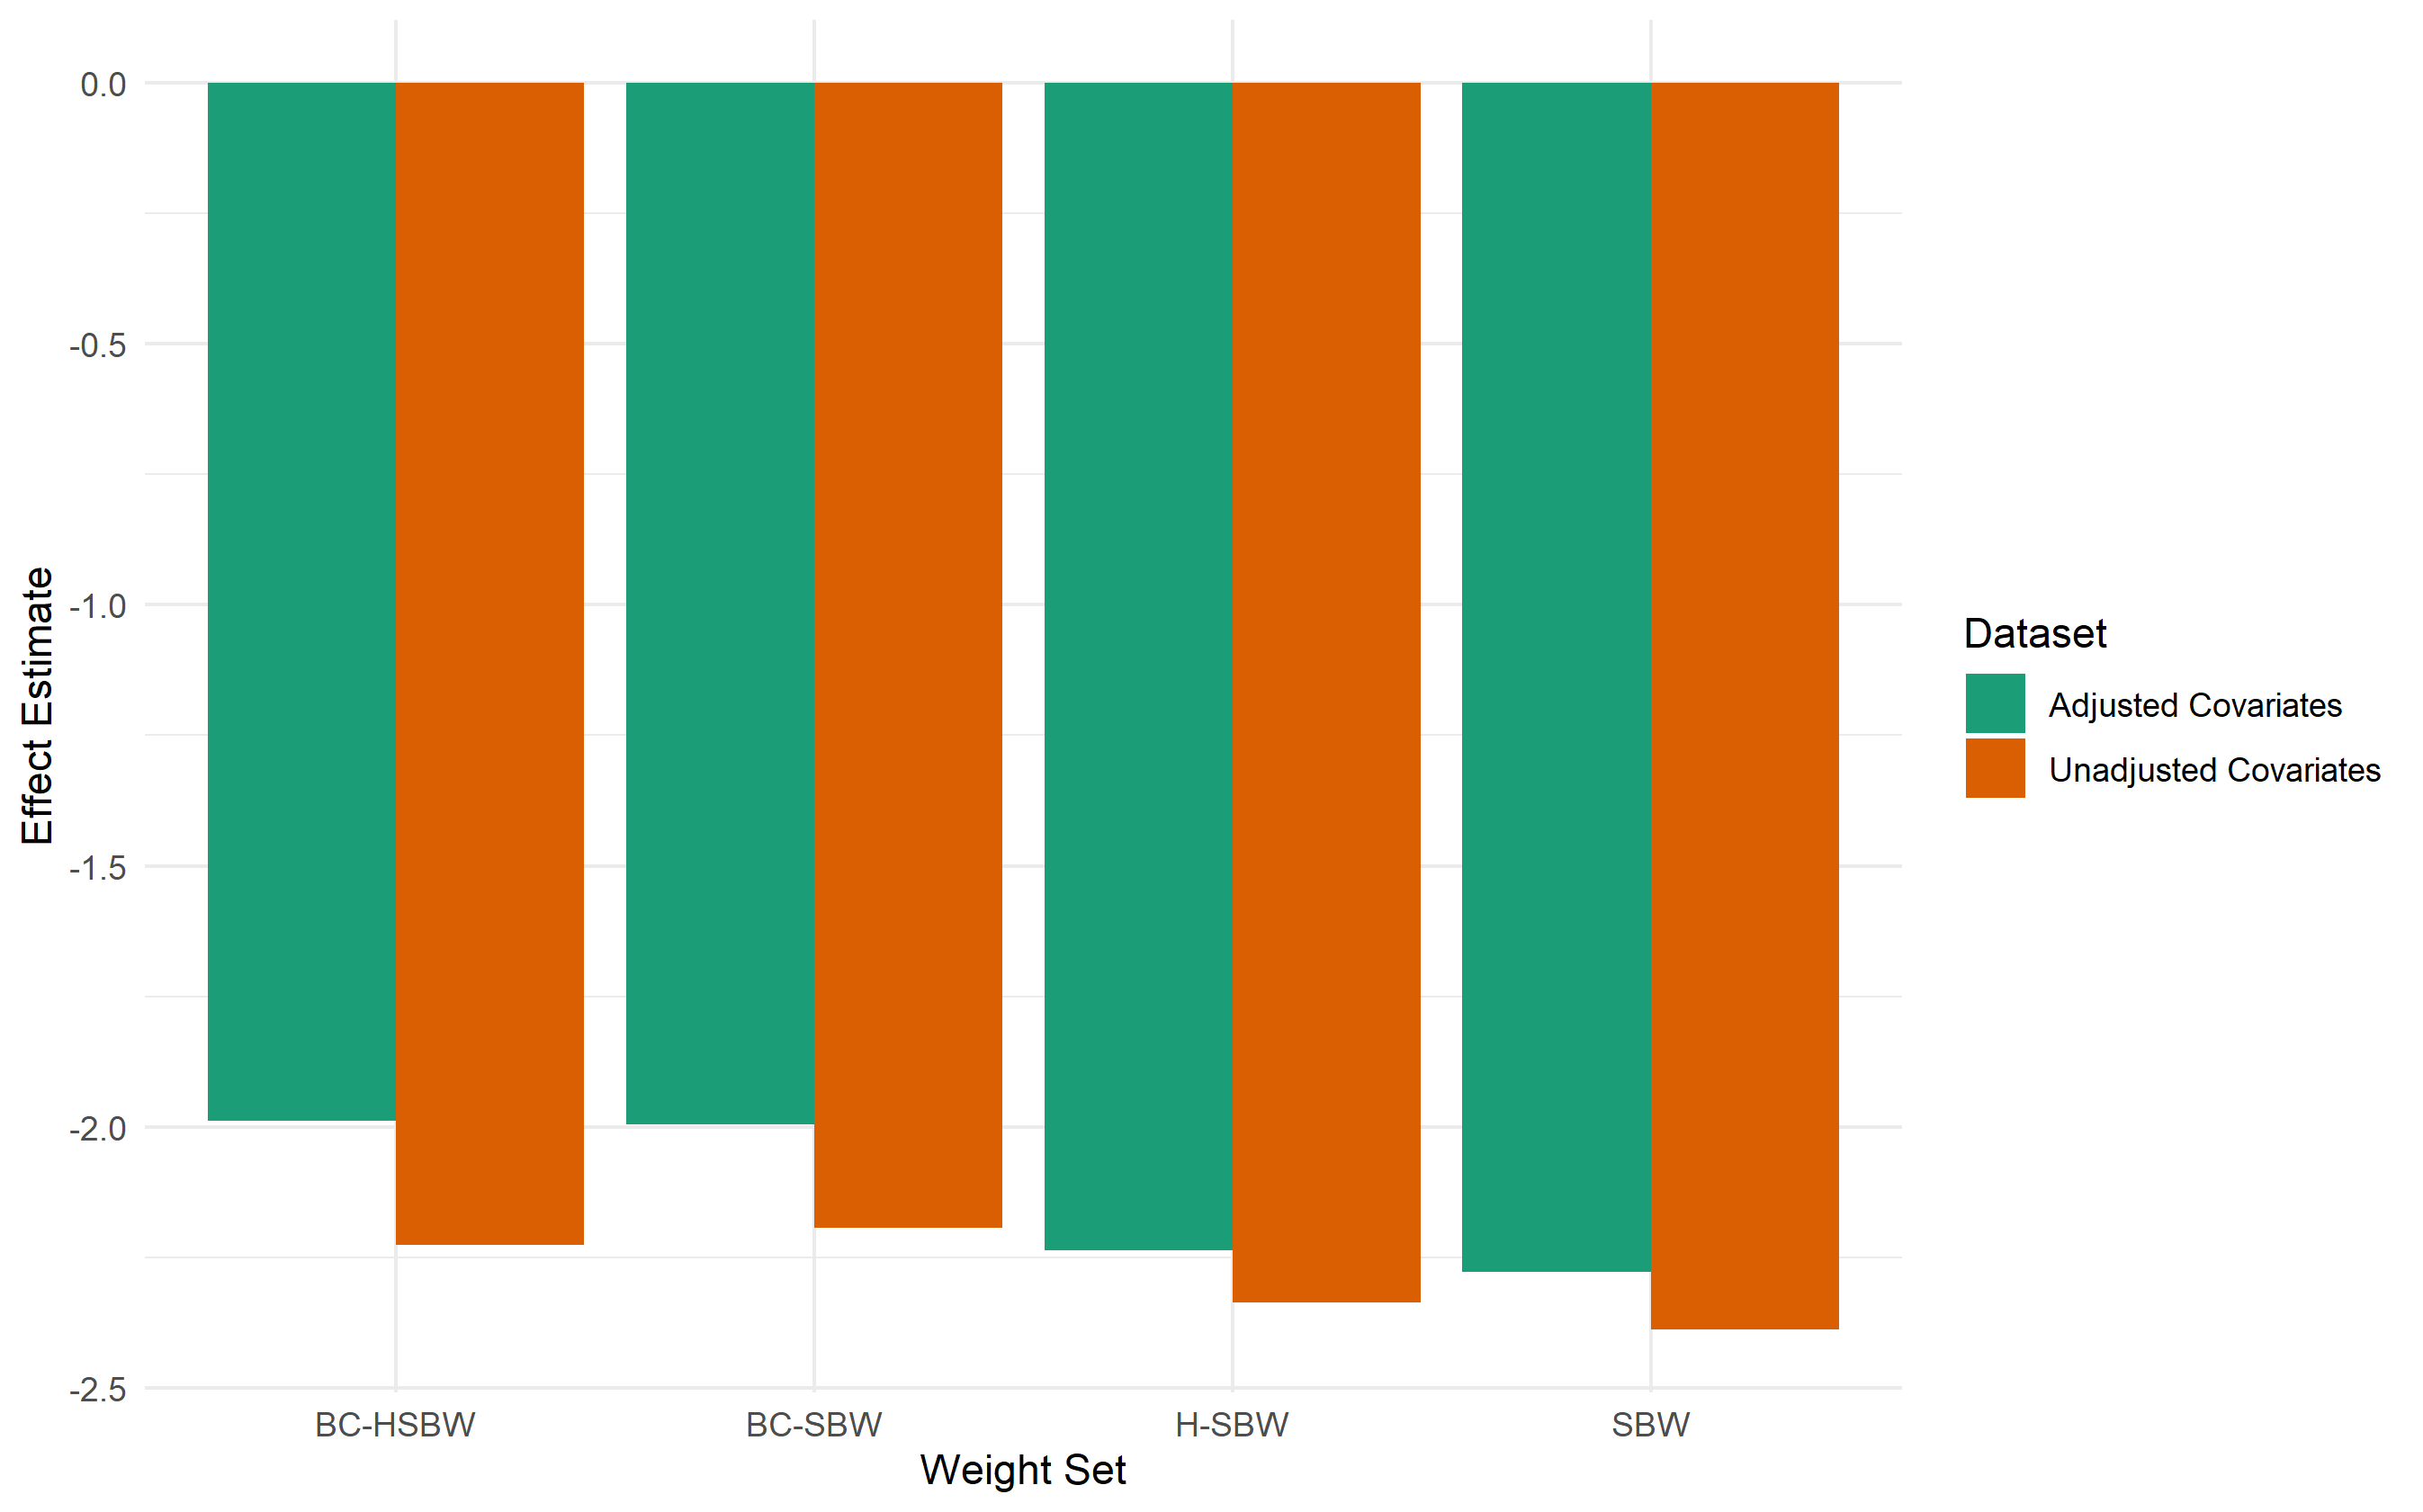 Effect Estimate
0.0
-0.5
-1.0
-1.5
-2.0
-2.5
BC-HSBW
BC-SBW
H-SBW
SBW
Weight Set
Dataset
Adjusted Covariates
Unadjusted Covariates